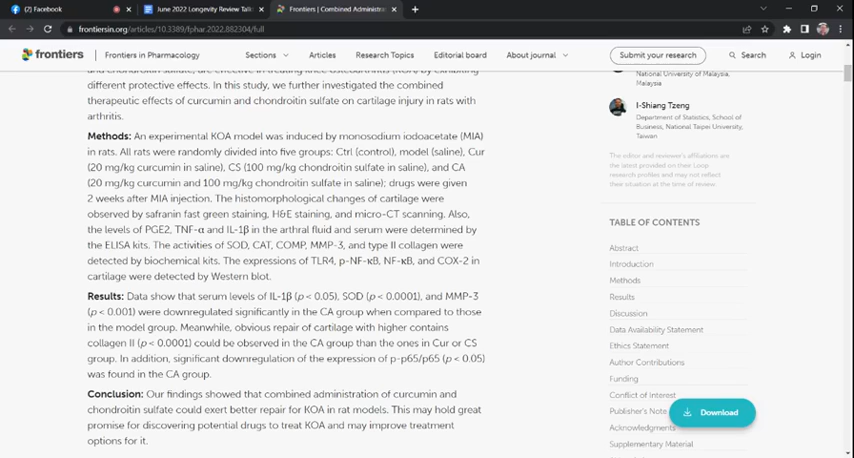 (2) Facebook
June 2022 Longevity Review Talk
Frontiers | Combined Administra
frontiersin.org/articles/10.3389/fphar.2022.882304/full
frontiers
Frontiers in Pharmacology
Sections
Articles
Research Topics
Editorial board
About journal
Submit your research
Search
Login
and chondroitin sulfate, are effective in treating knee osteoarthritis (KOA) by exhibiting
different protective effects. In this study, we further investigated the combined
therapeutic effects of curcumin and chondroitin sulfate on cartilage injury in rats with
arthritis.
Methods: An experimental KOA model was induced by monosodium iodoacetate (MIA)
in rats. All rats were randomly divided into five groups: Ctrl (control), model (saline), Cur
(20 mg/kg curcumin in saline), CS (100 mg/kg chondroitin sulfate in saline), and CA
(20 mg/kg curcumin and 100 mg/kg chondroitin sulfate in saline); drugs were given
2 weeks after MIA injection. The histomorphological changes of cartilage were
observed by safranin fast green staining, H&E staining, and micro-CT scanning. Also,
the levels of PGE2, TNF-α and IL-1β in the arthral fluid and serum were determined by
the ELISA kits. The activities of SOD, CAT, COMP, MMP-3, and type II collagen were
detected by biochemical kits. The expressions of TLR4, p-NF-κB, NF-κB, and COX-2 in
cartilage were detected by Western blot.
Results: Data show that serum levels of IL-1β (p < 0.05), SOD (p < 0.0001), and MMP-3
(p < 0.001) were downregulated significantly in the CA group when compared to those
in the model group. Meanwhile, obvious repair of cartilage with higher contains
collagen II (p < 0.0001) could be observed in the CA group than the ones in Cur or CS
group. In addition, significant downregulation of the expression of p-p65/p65 (p < 0.05)
was found in the CA group.
Conclusion: Our findings showed that combined administration of curcumin and
chondroitin sulfate could exert better repair for KOA in rat models. This may hold great
promise for discovering potential drugs to treat KOA and may improve treatment
options for it.
National University of Malaysia,
Malaysia
I-Shiang Tzeng
Department of Statistics, School of
Business, National Taipei University,
Taiwan
The editor and reviewer's affiliations are
the latest provided on their Loop
research profiles and may not reflect
their situation at the time of review.
TABLE OF CONTENTS
Abstract
Introduction
Methods
Results
Discussion
Data Availability Statement
Ethics Statement
Author Contributions
Funding
Conflict of Interest
Publisher's Note
Acknowledgments
Supplementary Material
Download